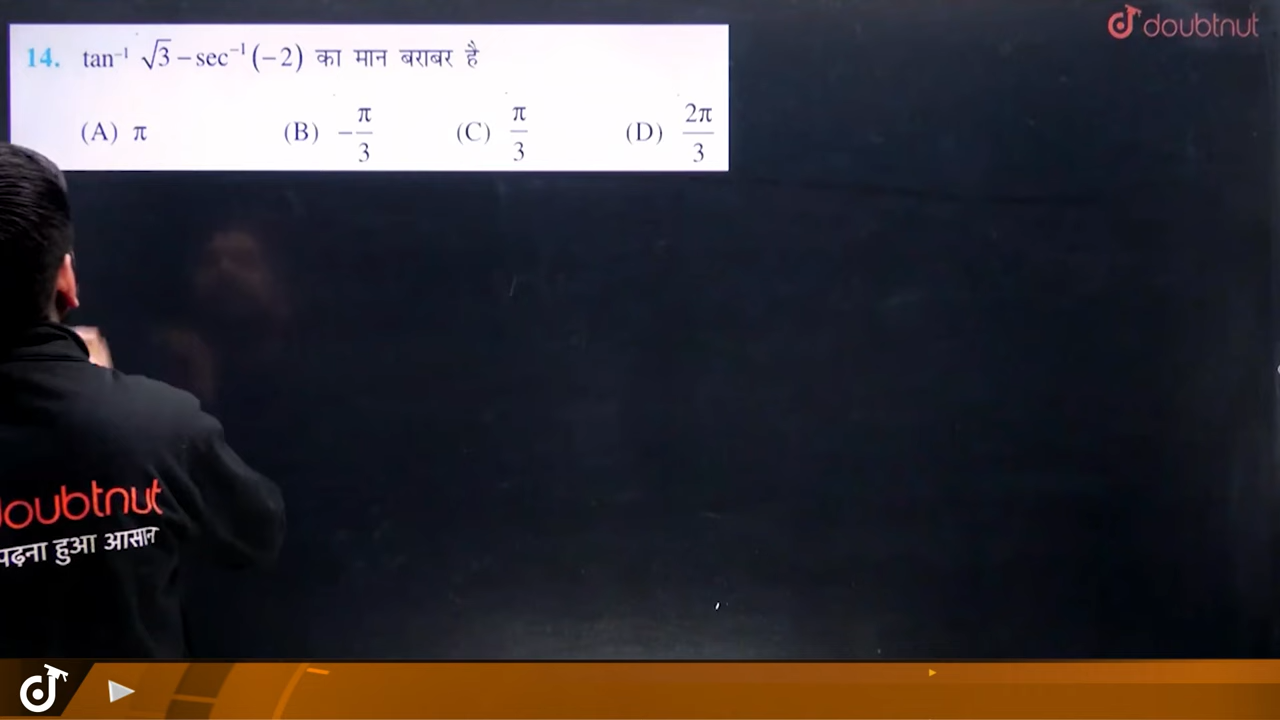 doubtnut
14. tan⁻¹ √3 – sec⁻¹ (–2) का मान बराबर है
(A) π (B) –π/3 (C) π/3 (D) 2π/3
doubtnut
पढ़ना हुआ आसान